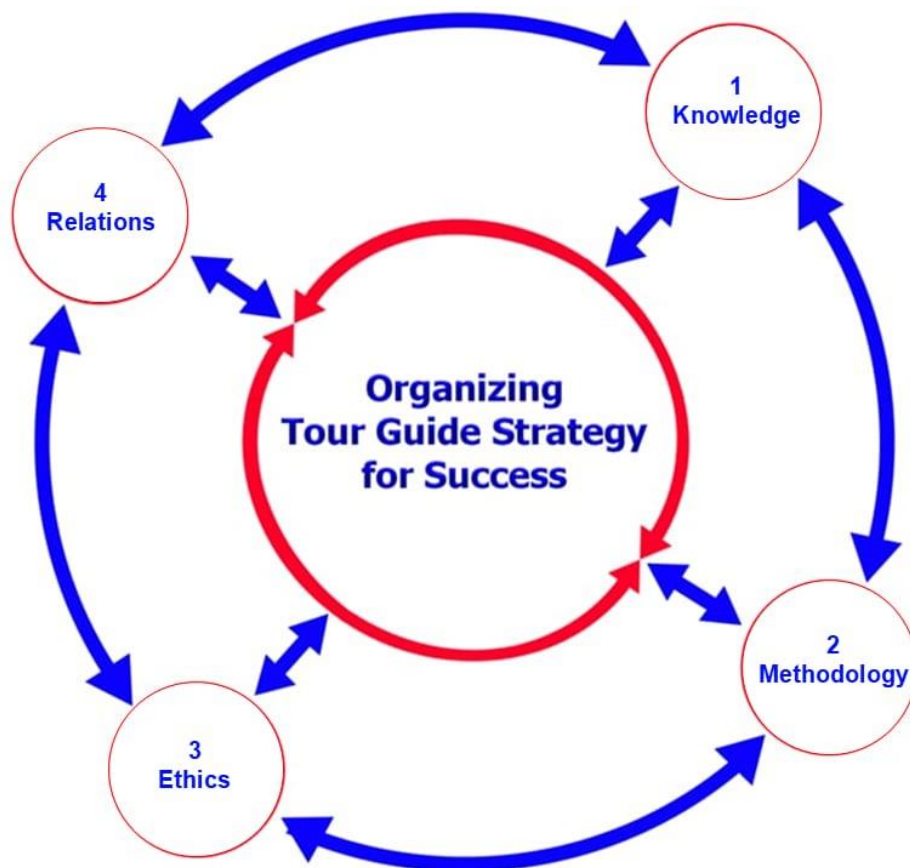 1
Knowledge
4
Relations
Organizing
Tour Guide Strategy
for Success
2
Methodology
3
Ethics